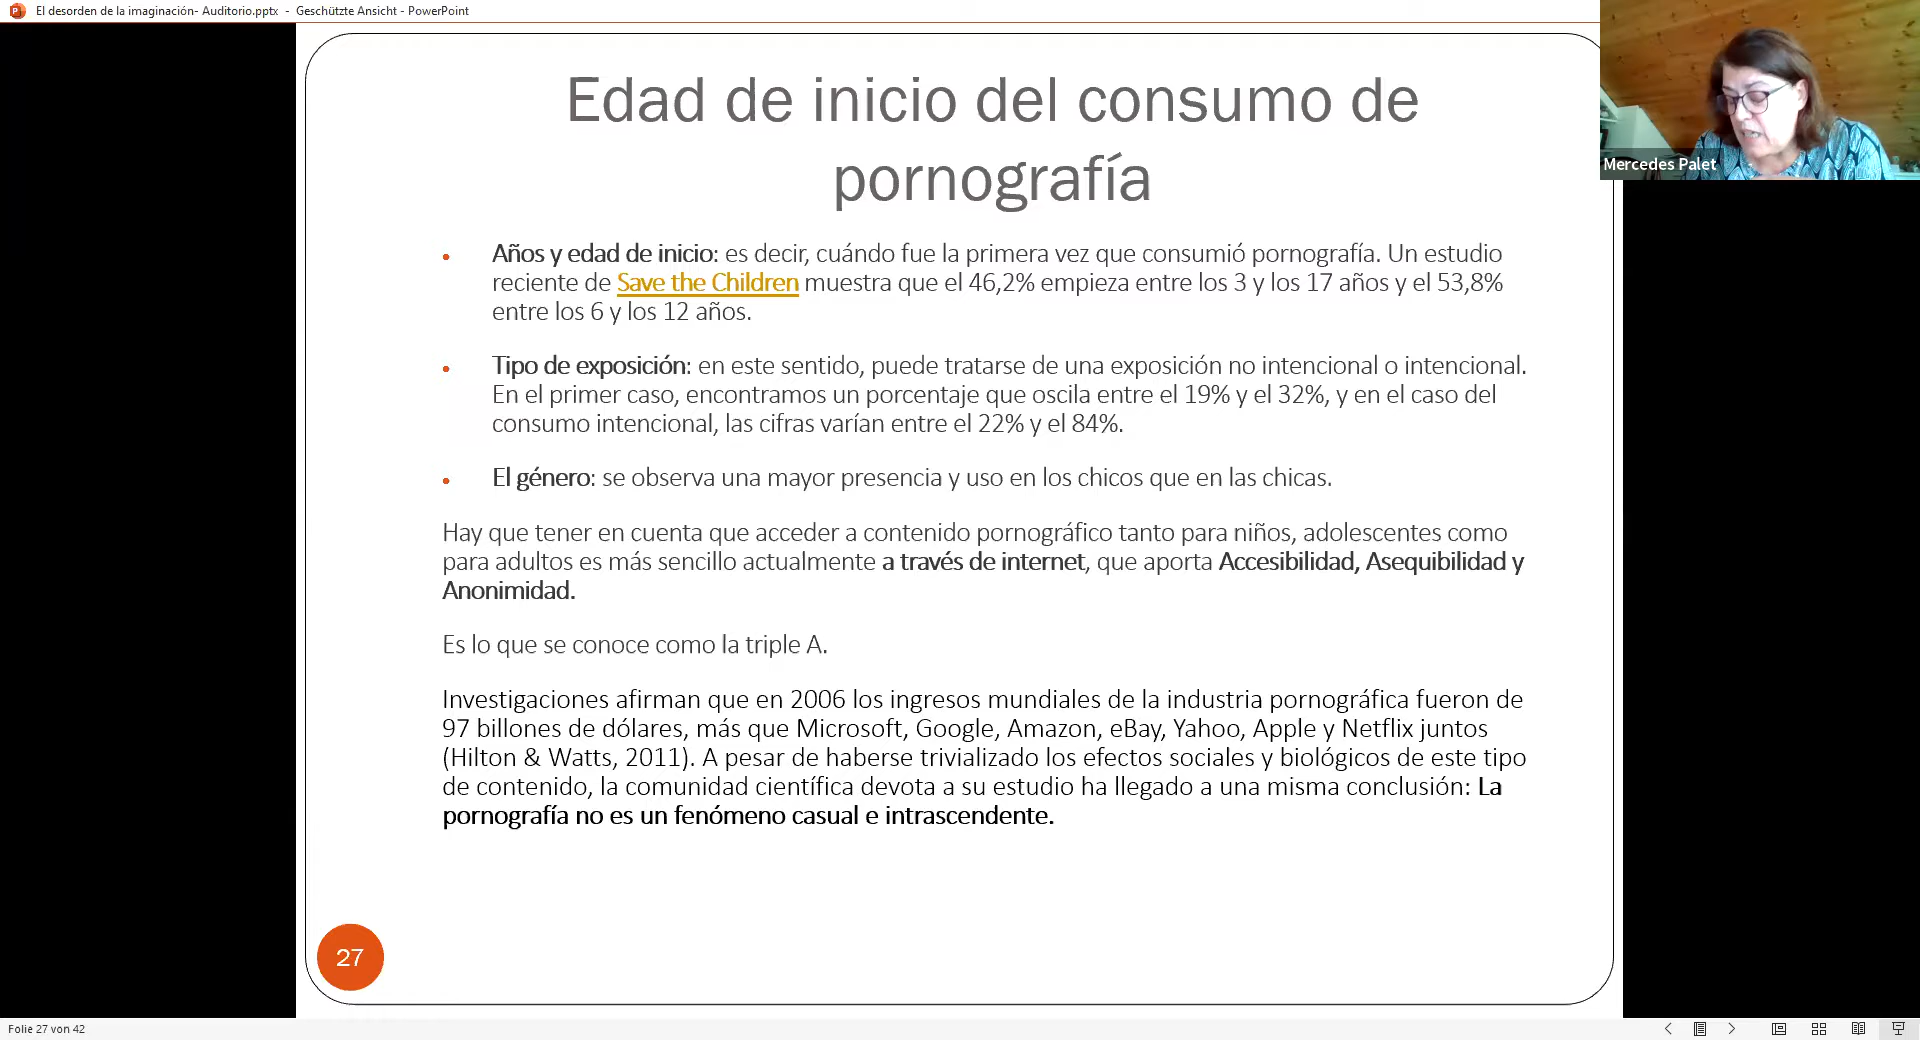 El desorden de la imaginación- Auditorio.pptx - Geschützte Ansicht - PowerPoint
Mercedes Palet
Edad de inicio del consumo de
pornografía
• Años y edad de inicio: es decir, cuándo fue la primera vez que consumió pornografía. Un estudio
reciente de Save the Children muestra que el 46,2% empieza entre los 3 y los 17 años y el 53,8%
entre los 6 y los 12 años.
• Tipo de exposición: en este sentido, puede tratarse de una exposición no intencional o intencional.
En el primer caso, encontramos un porcentaje que oscila entre el 19% y el 32%, y en el caso del
consumo intencional, las cifras varían entre el 22% y el 84%.
• El género: se observa una mayor presencia y uso en los chicos que en las chicas.
Hay que tener en cuenta que acceder a contenido pornográfico tanto para niños, adolescentes como
para adultos es más sencillo actualmente a través de internet, que aporta Accesibilidad, Asequibilidad y
Anonimidad.
Es lo que se conoce como la triple A.
Investigaciones afirman que en 2006 los ingresos mundiales de la industria pornográfica fueron de
97 billones de dólares, más que Microsoft, Google, Amazon, eBay, Yahoo, Apple y Netflix juntos
(Hilton & Watts, 2011). A pesar de haberse trivializado los efectos sociales y biológicos de este tipo
de contenido, la comunidad científica devota a su estudio ha llegado a una misma conclusión: La
pornografía no es un fenómeno casual e intrascendente.
27
Folie 27 von 42